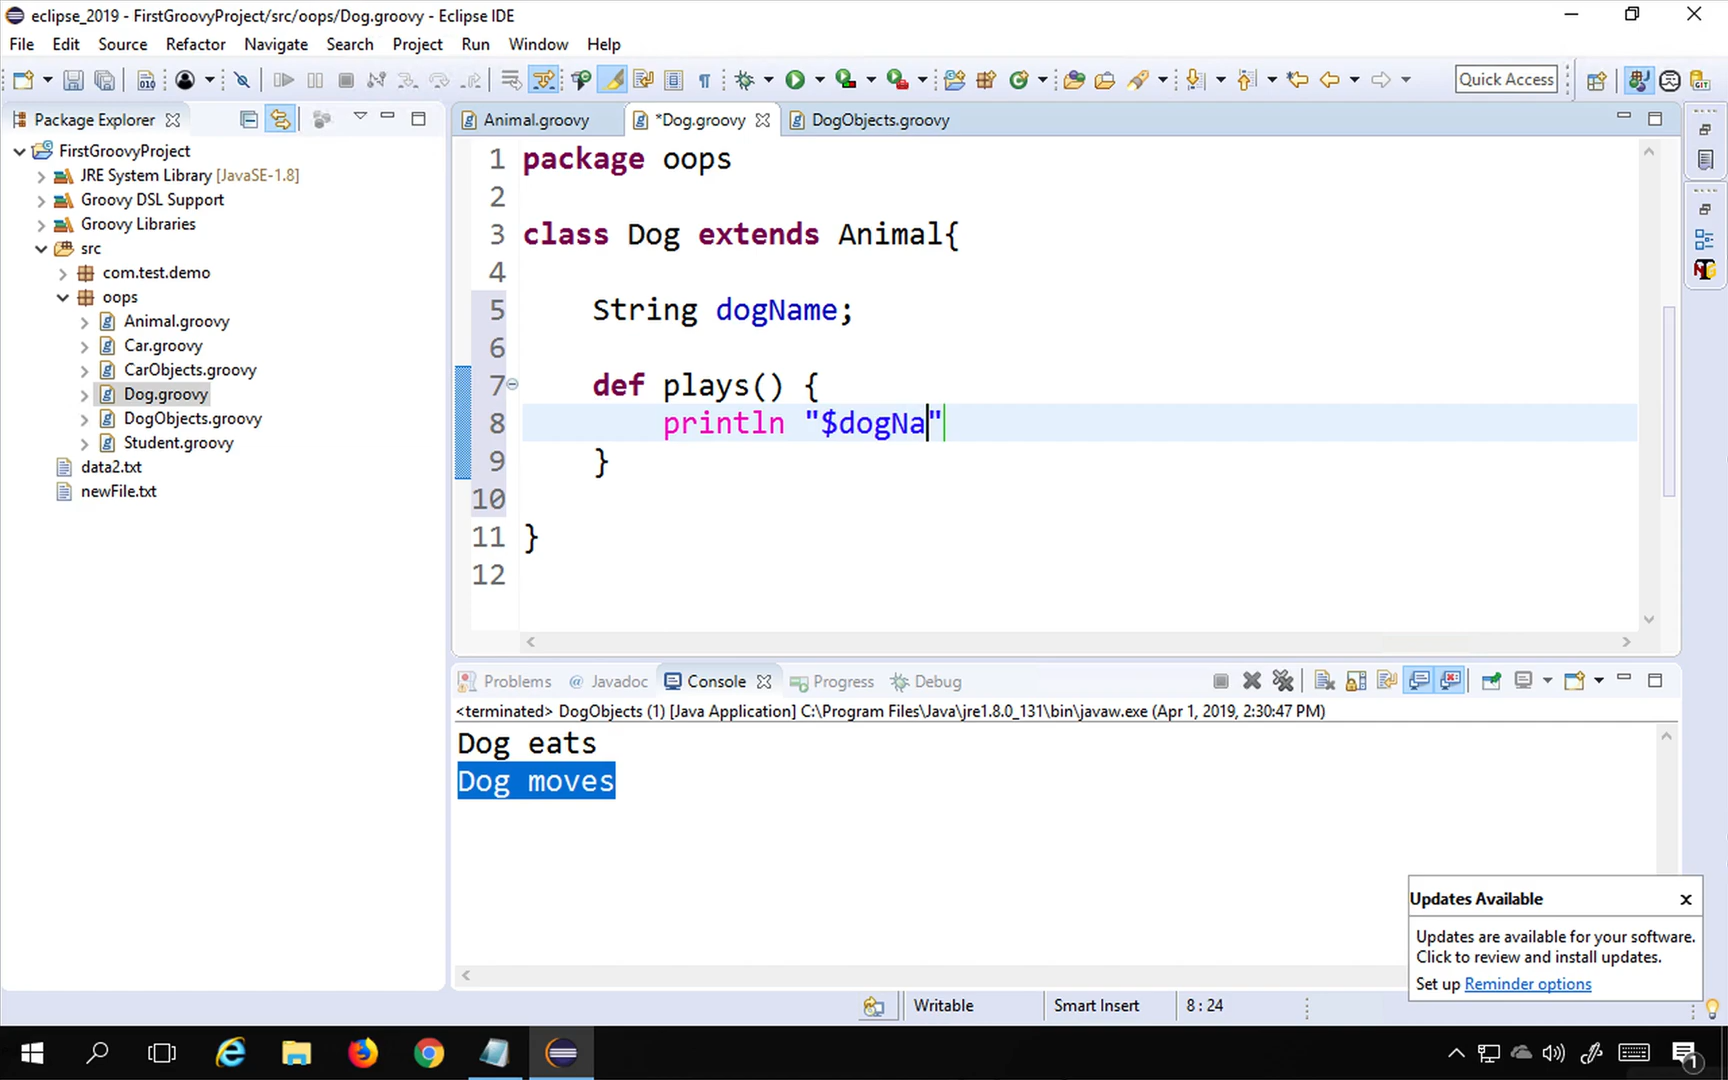 eclipse_2019 - FirstGroovyProject/src/oops/Dog.groovy - Eclipse IDE
File Edit Source Refactor Navigate Search Project Run Window Help
Quick Access
Package Explorer
FirstGroovyProject
JRE System Library [JavaSE-1.8]
Groovy DSL Support
Groovy Libraries
src
com.test.demo
oops
Animal.groovy
Car.groovy
CarObjects.groovy
Dog.groovy
DogObjects.groovy
Student.groovy
data2.txt
newFile.txt
Animal.groovy *Dog.groovy DogObjects.groovy
1 package oops
2
3 class Dog extends Animal{
4
5 String dogName;
6
7 def plays() {
8 println "$dogNa"
9 }
10
11 }
12
Problems @ Javadoc Console Progress Debug
<terminated> DogObjects (1) [Java Application] C:\Program Files\Java\jre1.8.0_131\bin\javaw.exe (Apr 1, 2019, 2:30:47 PM)
Dog eats
Dog moves
Updates Available
Updates are available for your software.
Click to review and install updates.
Set up Reminder options
Writable Smart Insert 8 : 24
1